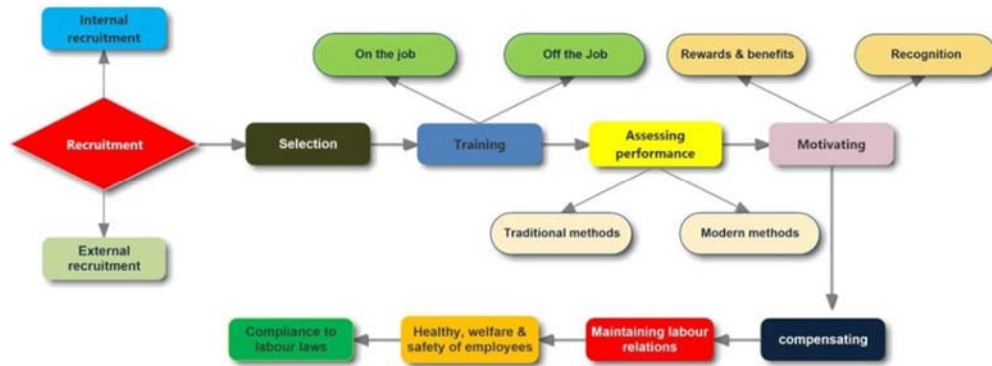 Internal
recruitment
On the job
Off the Job
Rewards & benefits
Recognition
Recruitment
Selection
Training
Assessing
performance
Motivating
External
recruitment
Traditional methods
Modern methods
Compliance to
labour laws
Healthy, welfare &
safety of employees
Maintaining labour
relations
compensating